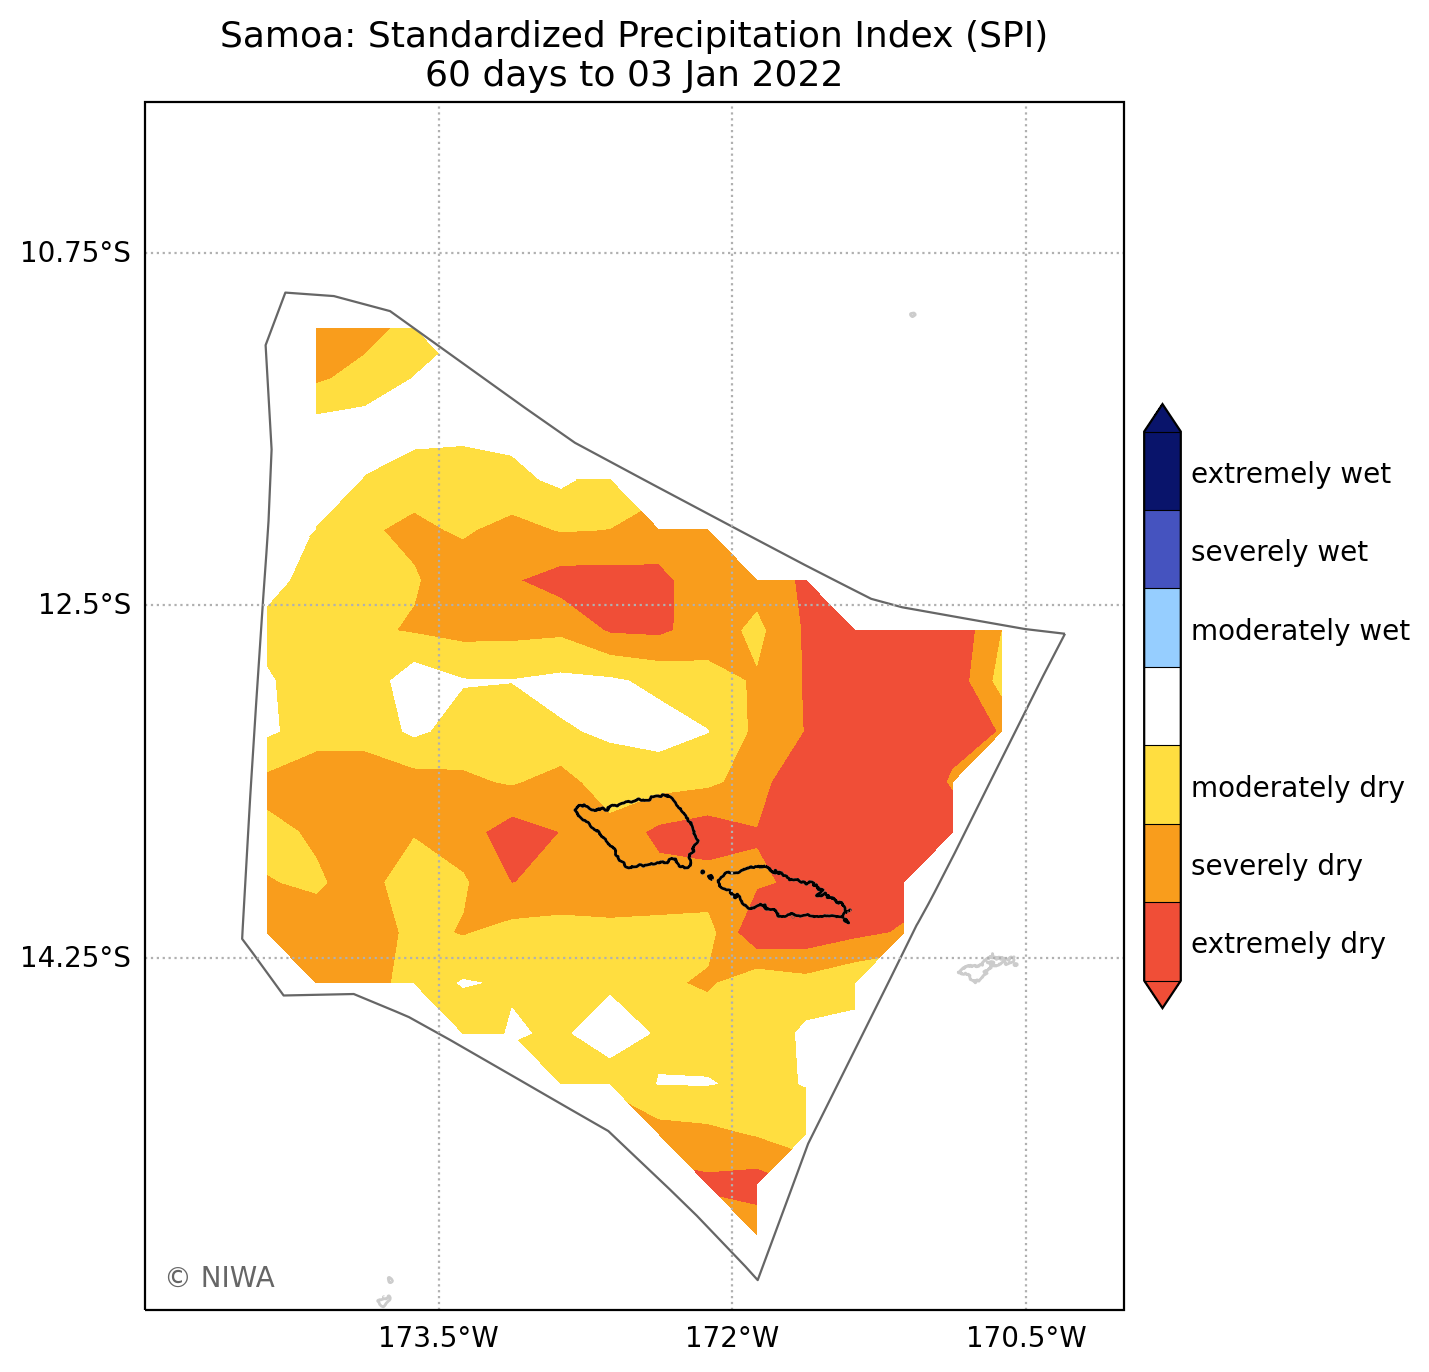 Samoa: Standardized Precipitation Index (SPI)
60 days to 03 Jan 2022
10.75°S
12.5°S
14.25°S
173.5°W
172°W
170.5°W
extremely wet
severely wet
moderately wet
moderately dry
severely dry
extremely dry
© NIWA